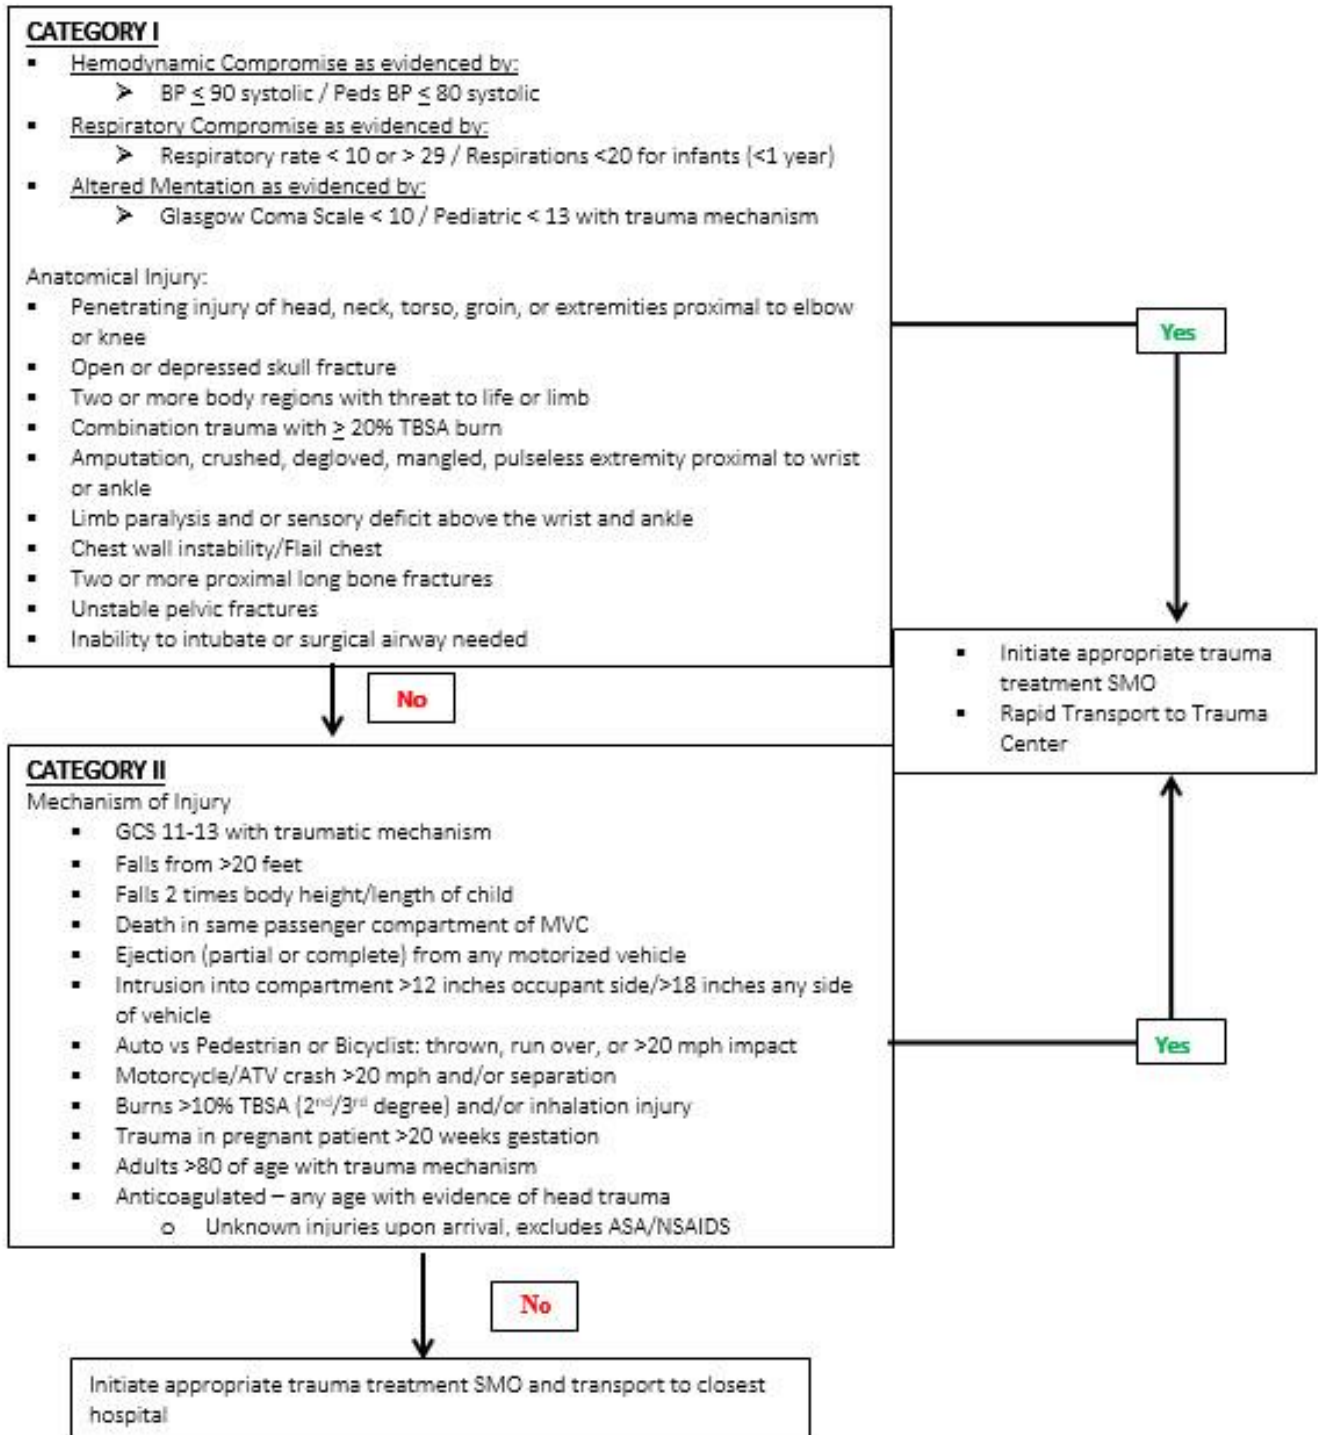 CATEGORY I
▪ Hemodynamic Compromise as evidenced by:
➢ BP ≤ 90 systolic / Peds BP ≤ 80 systolic
▪ Respiratory Compromise as evidenced by:
➢ Respiratory rate < 10 or > 29 / Respirations <20 for infants (<1 year)
▪ Altered Mentation as evidenced by:
➢ Glasgow Coma Scale < 10 / Pediatric < 13 with trauma mechanism
Anatomical Injury:
▪ Penetrating injury of head, neck, torso, groin, or extremities proximal to elbow
or knee
▪ Open or depressed skull fracture
▪ Two or more body regions with threat to life or limb
▪ Combination trauma with ≥ 20% TBSA burn
▪ Amputation, crushed, degloved, mangled, pulseless extremity proximal to wrist
or ankle
▪ Limb paralysis and or sensory deficit above the wrist and ankle
▪ Chest wall instability/Flail chest
▪ Two or more proximal long bone fractures
▪ Unstable pelvic fractures
▪ Inability to intubate or surgical airway needed
Yes
▪ Initiate appropriate trauma
treatment SMO
▪ Rapid Transport to Trauma
Center
No
CATEGORY II
Mechanism of Injury
▪ GCS 11-13 with traumatic mechanism
▪ Falls from >20 feet
▪ Falls 2 times body height/length of child
▪ Death in same passenger compartment of MVC
▪ Ejection (partial or complete) from any motorized vehicle
▪ Intrusion into compartment >12 inches occupant side/>18 inches any side
of vehicle
▪ Auto vs Pedestrian or Bicyclist: thrown, run over, or >20 mph impact
▪ Motorcycle/ATV crash >20 mph and/or separation
▪ Burns >10% TBSA (2nd/3rd degree) and/or inhalation injury
▪ Trauma in pregnant patient >20 weeks gestation
▪ Adults >80 of age with trauma mechanism
▪ Anticoagulated – any age with evidence of head trauma
o Unknown injuries upon arrival, excludes ASA/NSAIDS
Yes
No
Initiate appropriate trauma treatment SMO and transport to closest
hospital